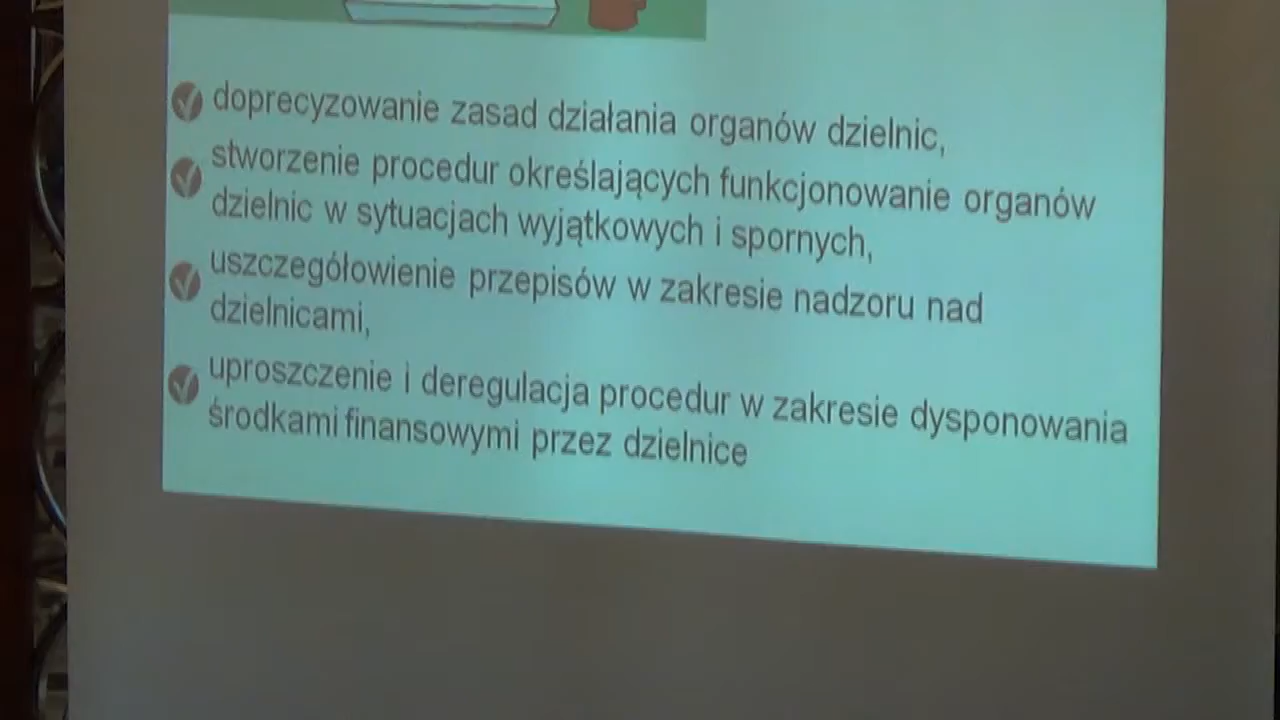 doprecyzowanie zasad działania organów dzielnic,
stworzenie procedur określających funkcjonowanie organów
dzielnic w sytuacjach wyjątkowych i spornych,
uszczegółowienie przepisów w zakresie nadzoru nad
dzielnicami,
uproszczenie i deregulacja procedur w zakresie dysponowania
środkami finansowymi przez dzielnice